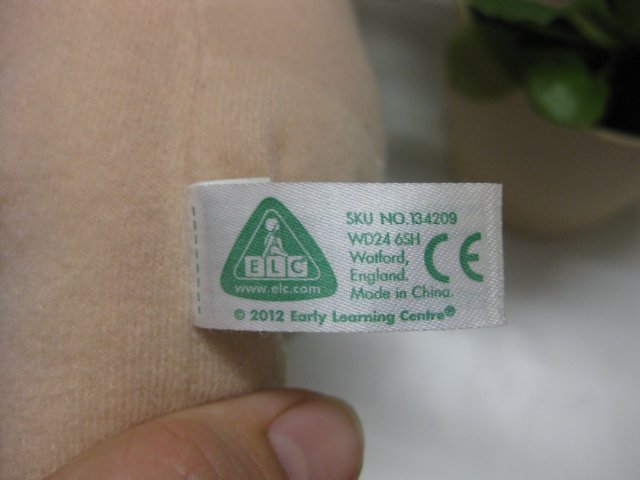 ELC
www.elc.com
SKU NO.134209
WD24 6SH
Watford,
England.
Made in China.
CE
© 2012 Early Learning Centre®